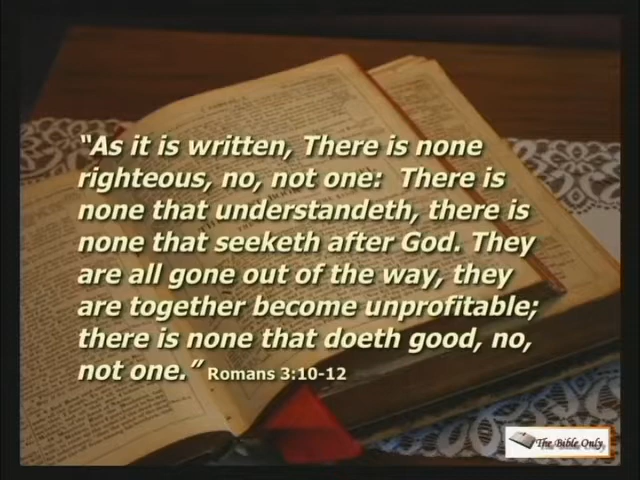 “As it is written, There is none
righteous, no, not one:  There is
none that understandeth, there is
none that seeketh after God. They
are all gone out of the way, they
are together become unprofitable;
there is none that doeth good, no,
not one.” Romans 3:10-12
The Bible Only